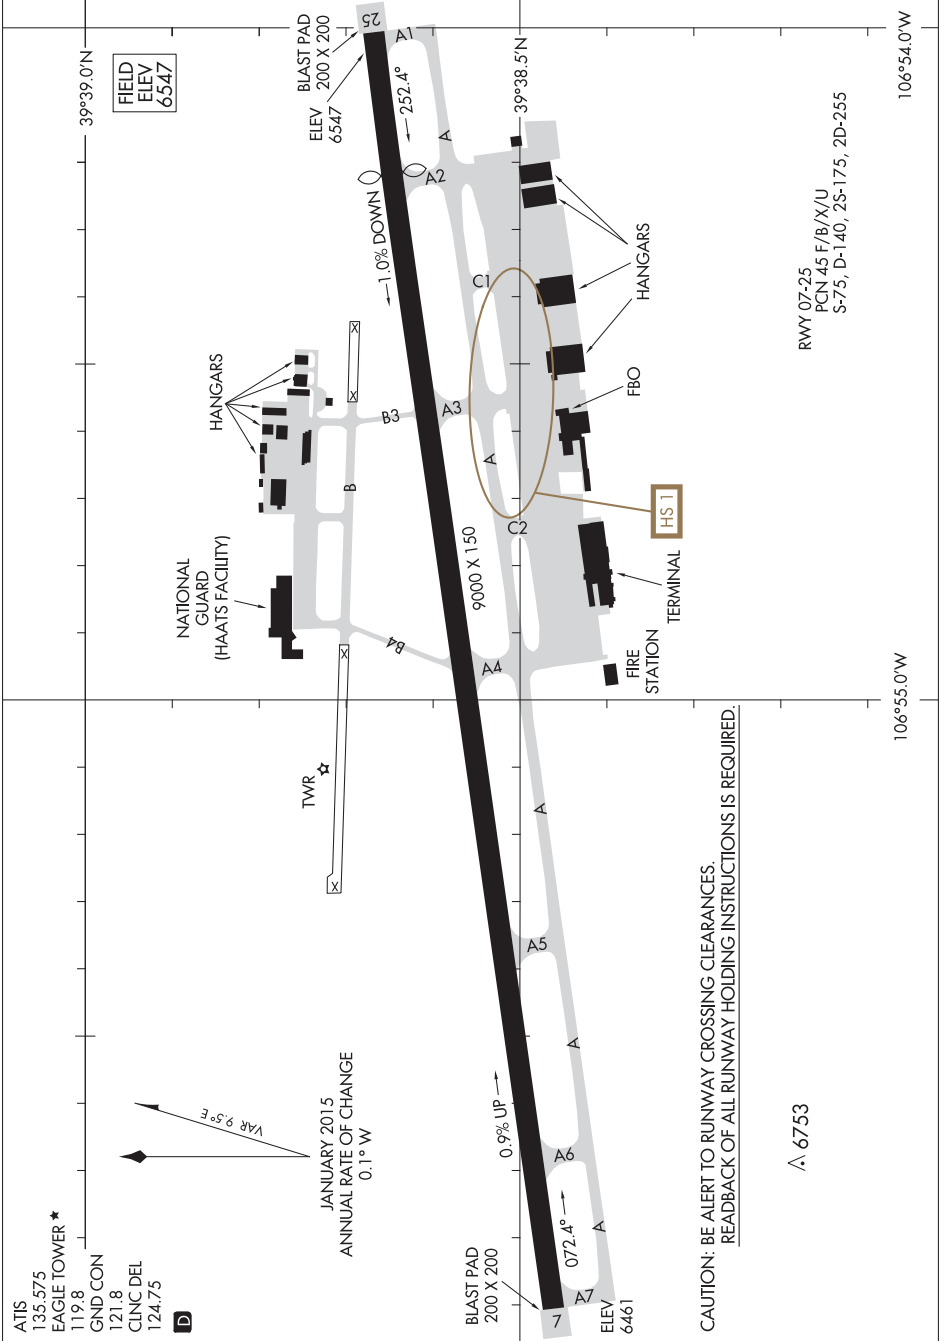 ATIS
135.575
EAGLE TOWER ★
119.8
GND CON
121.8
CLNC DEL
124.75
D
JANUARY 2015
ANNUAL RATE OF CHANGE
0.1° W
VAR 9.5° E
39°39.0'N
FIELD
ELEV
6547
HANGARS
NATIONAL
GUARD
(HAATS FACILITY)
TWR
X
X
X
X
B
B3
B4
BLAST PAD
200 X 200
ELEV
6547
25
A1
252.4°
A
A2
1.0% DOWN
A3
A
C1
C2
9000 X 150
A4
A
A5
A
0.9% UP
A6
072.4°
A
A7
7
BLAST PAD
200 X 200
ELEV
6461
39°38.5'N
HANGARS
FBO
HS 1
TERMINAL
FIRE
STATION
RWY 07-25
PCN 45 F/B/X/U
S-75, D-140, 2S-175, 2D-255
CAUTION: BE ALERT TO RUNWAY CROSSING CLEARANCES.
READBACK OF ALL RUNWAY HOLDING INSTRUCTIONS IS REQUIRED.
6753
106°55.0'W
106°54.0'W